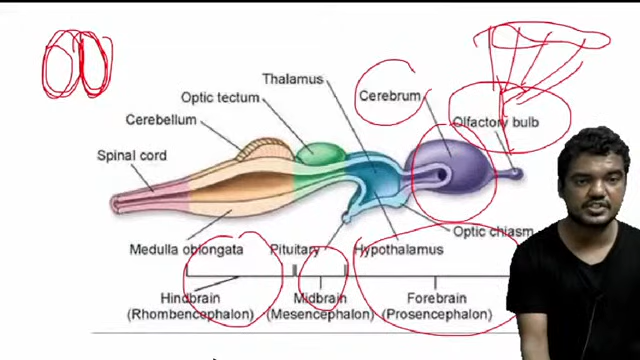 Thalamus
Optic tectum
Cerebrum
Cerebellum
Olfactory bulb
Spinal cord
Optic chiasm
Medulla oblongata
Pituitary
Hypothalamus
Hindbrain
(Rhombencephalon)
Midbrain
(Mesencephalon)
Forebrain
(Prosencephalon)